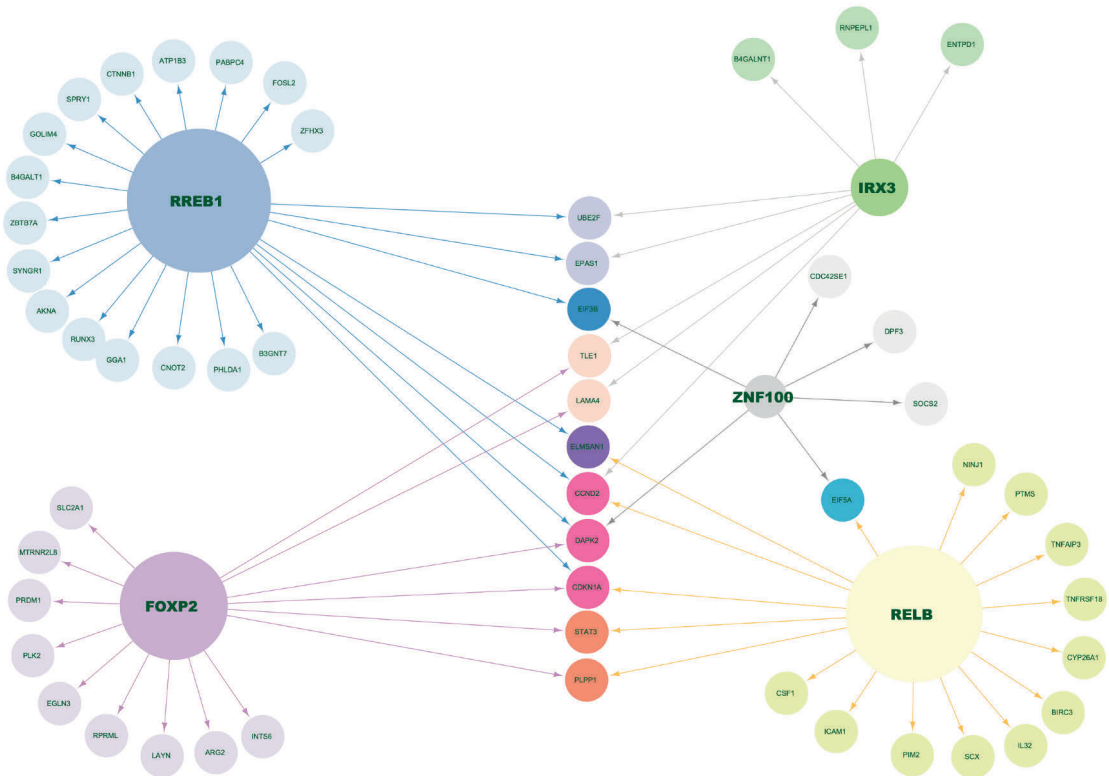 RNPEPL1
ENTPD1
B4GALNT1
ATP1B3
PABPC4
CTNNB1
FOSL2
SPRY1
ZFHX3
GOLIM4
B4GALT1
RREB1
IRX3
ZBTB7A
UBE2F
SYNGR1
EPAS1
CDC42SE1
AKNA
EIF3B
RUNX3
DPF3
GGA1
B3GNT7
CNOT2
PHLDA1
TLE1
ZNF100
LAMA4
SOCS2
ELMSAN1
NINJ1
CCND2
EIF5A
PTMS
SLC2A1
DAPK2
TNFAIP3
MTRNR2L8
CDKN1A
TNFRSF18
PRDM1
FOXP2
RELB
STAT3
PLK2
CYP26A1
PLPP1
CSF1
EGLN3
BIRC3
RPRML
INTS6
ICAM1
IL32
LAYN
ARG2
PIM2
SCX